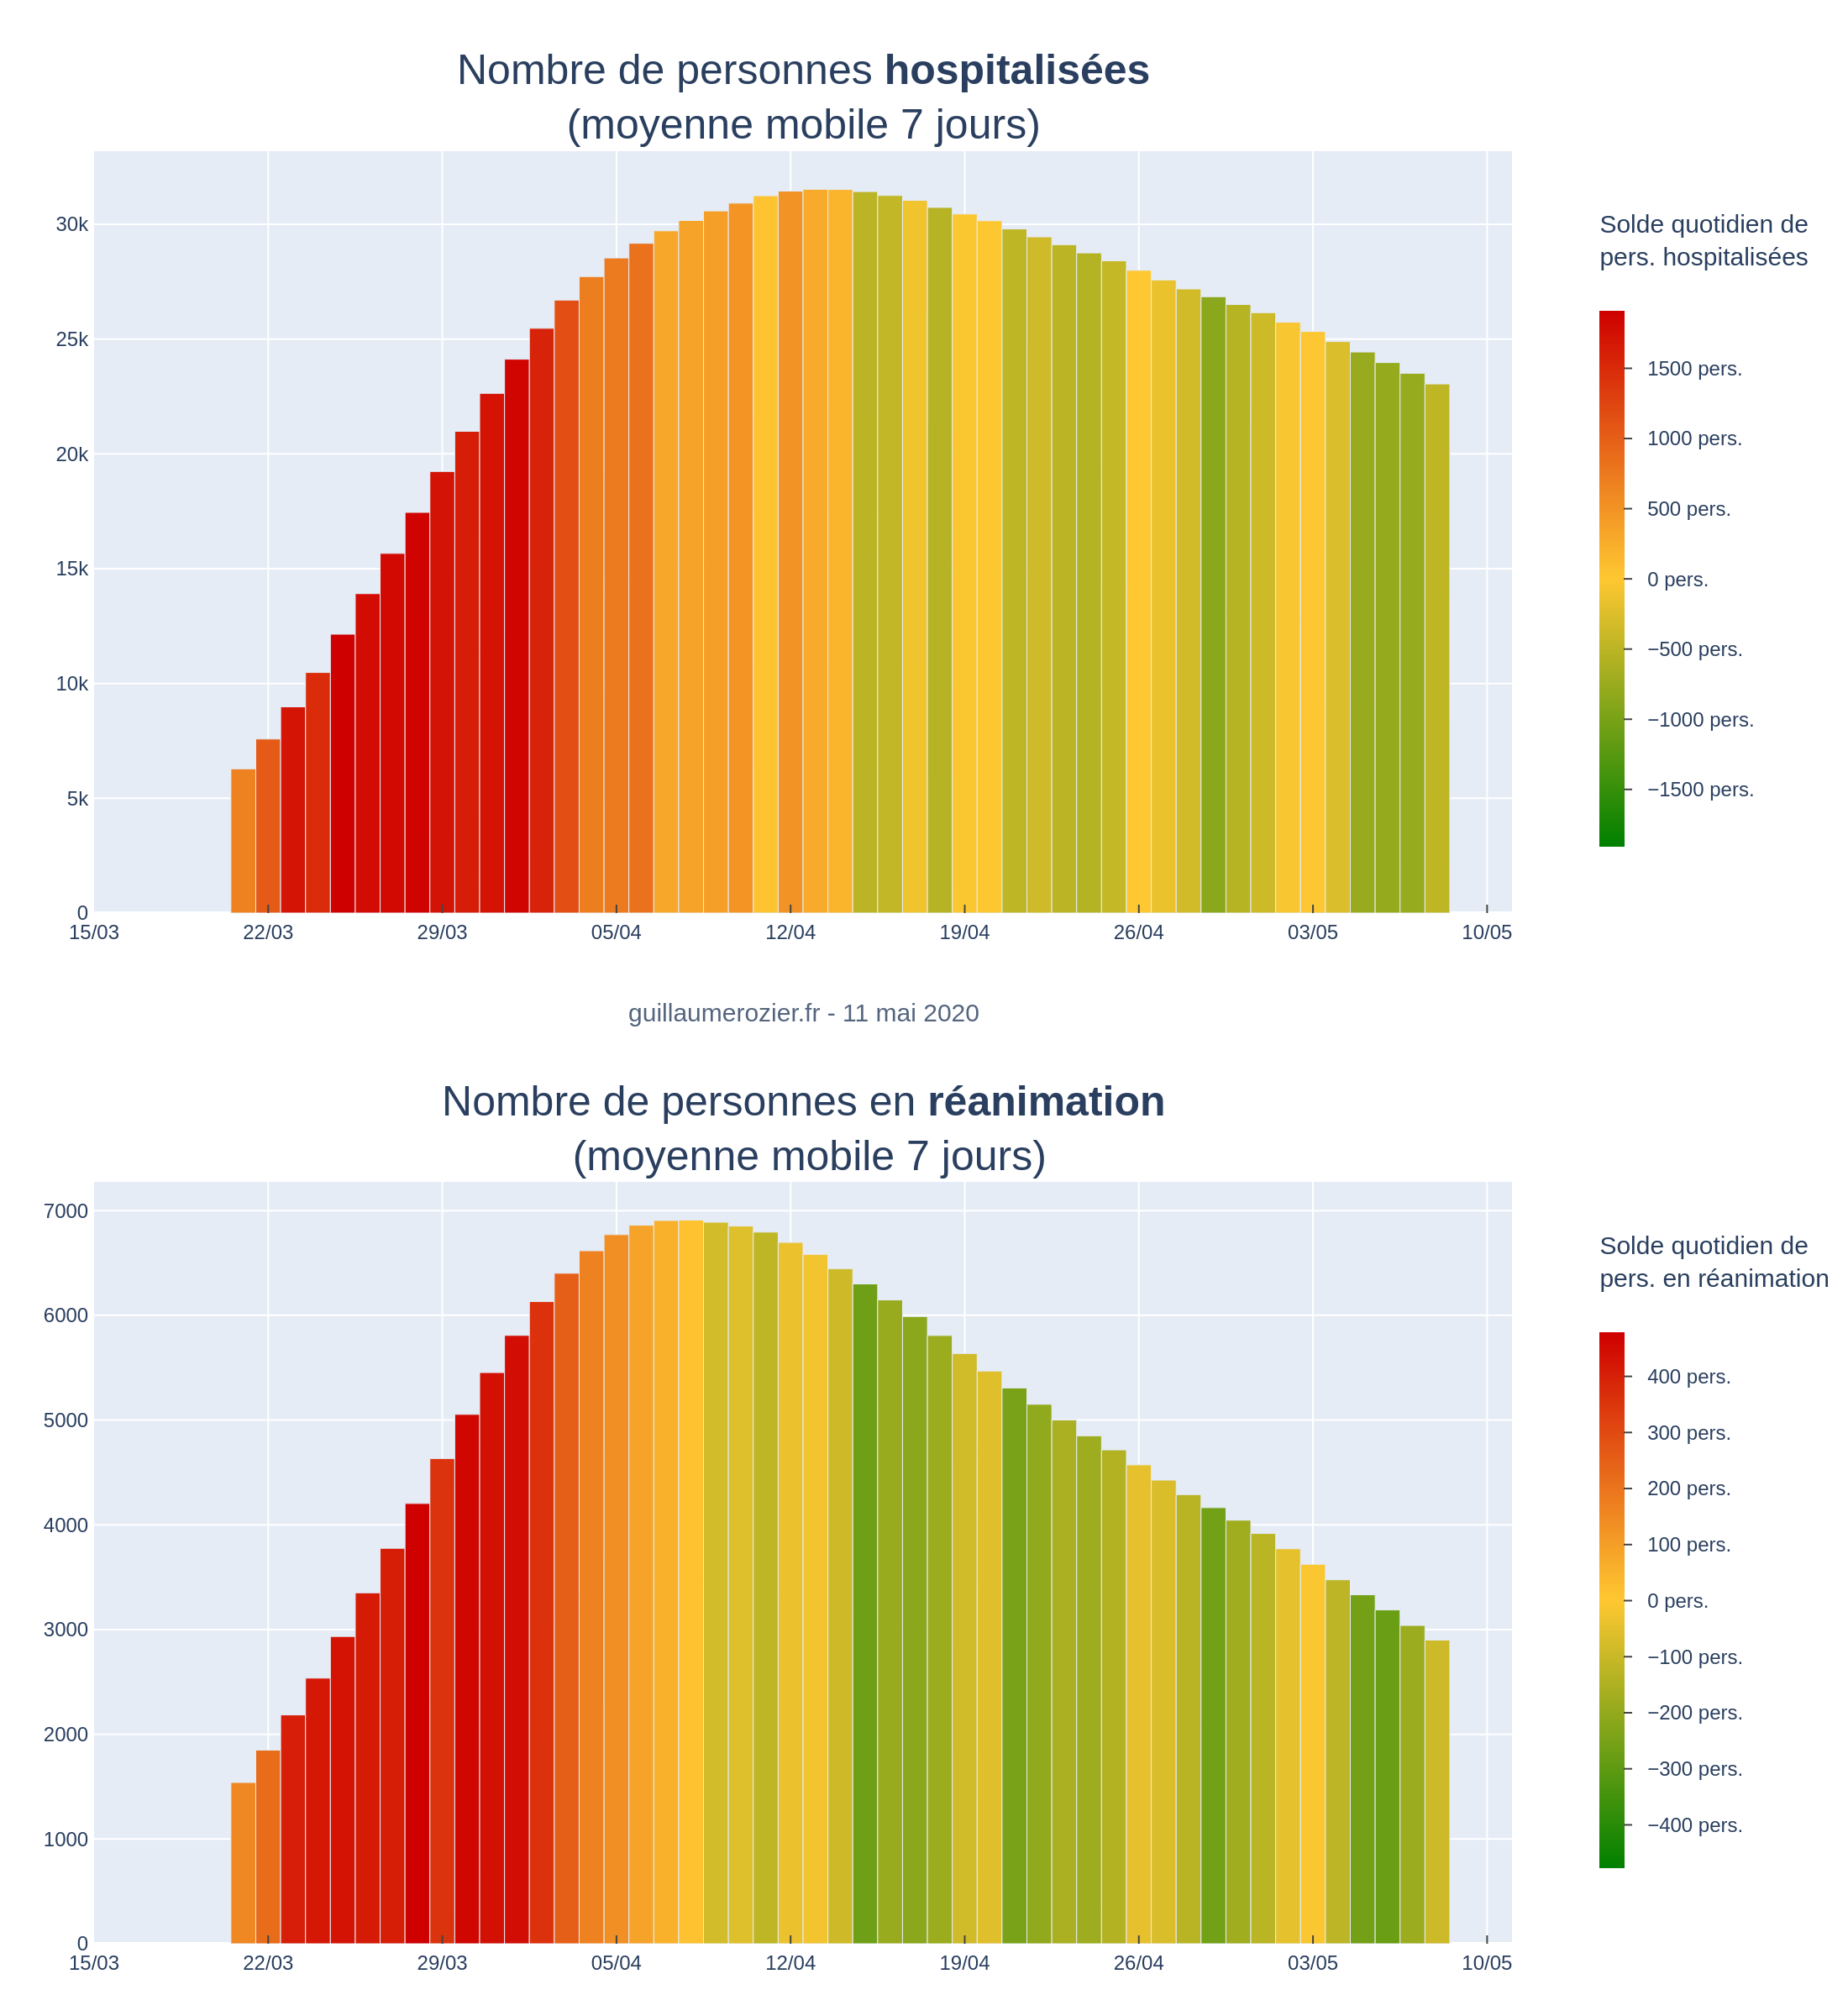 Nombre de personnes hospitalisées
(moyenne mobile 7 jours)
Solde quotidien de
pers. hospitalisées
30k
25k
20k
15k
10k
5k
0
1500 pers.
1000 pers.
500 pers.
0 pers.
−500 pers.
−1000 pers.
−1500 pers.
15/03 22/03 29/03 05/04 12/04 19/04 26/04 03/05 10/05
guillaumerozier.fr - 11 mai 2020
Nombre de personnes en réanimation
(moyenne mobile 7 jours)
Solde quotidien de
pers. en réanimation
7000
6000
5000
4000
3000
2000
1000
0
400 pers.
300 pers.
200 pers.
100 pers.
0 pers.
−100 pers.
−200 pers.
−300 pers.
−400 pers.
15/03 22/03 29/03 05/04 12/04 19/04 26/04 03/05 10/05